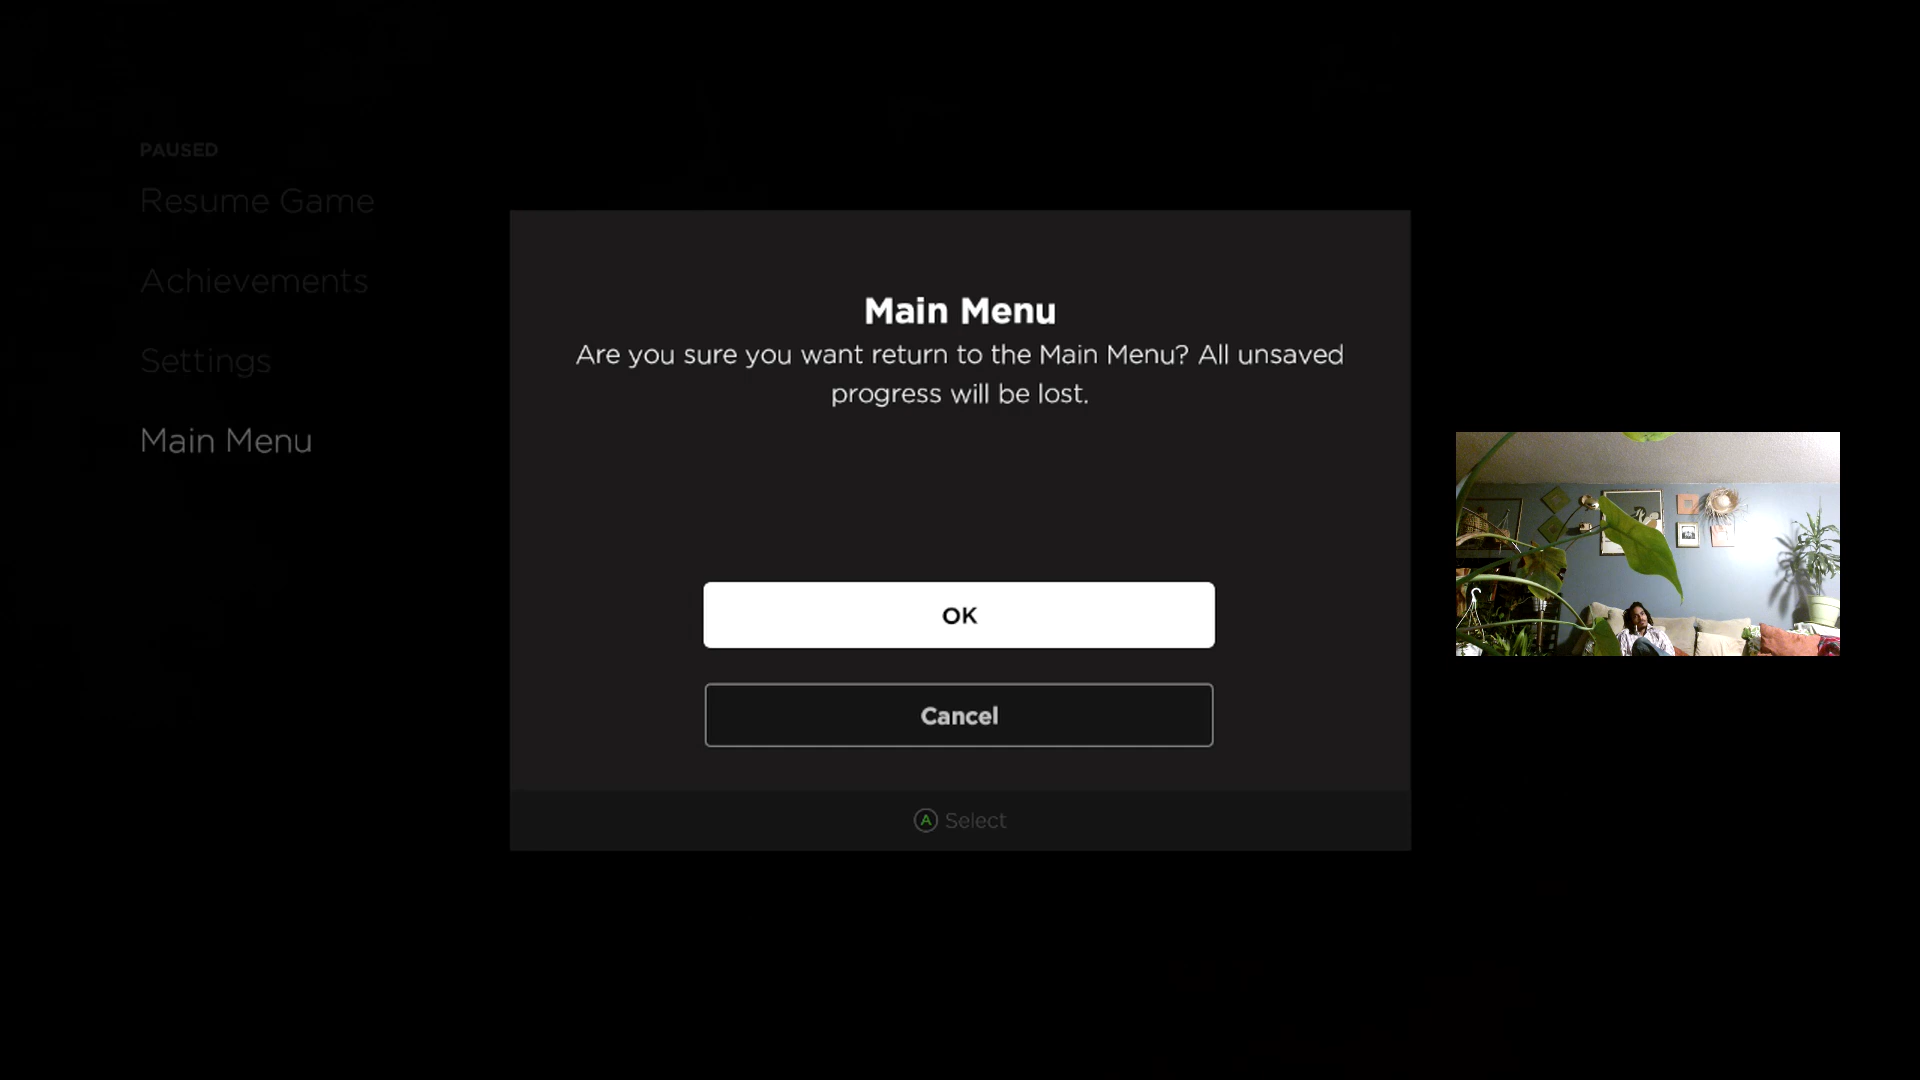 PAUSED
Resume Game
Achievements
Settings
Main Menu
Main Menu
Are you sure you want return to the Main Menu? All unsaved
progress will be lost.
OK
Cancel
A Select